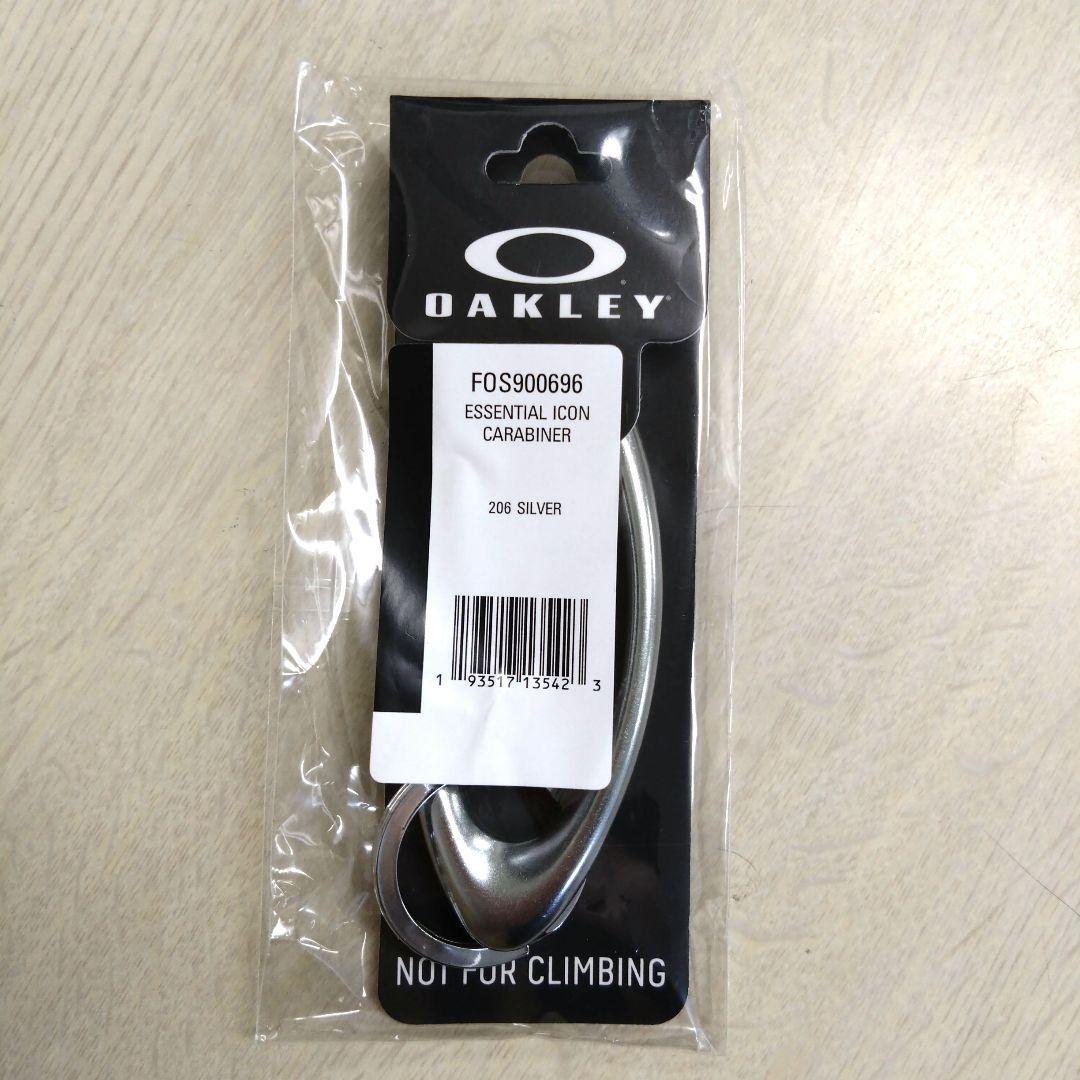 OAKLEY
FOS900696
ESSENTIAL ICON
CARABINER
206 SILVER
1 93517 13542 3
NOT FOR CLIMBING